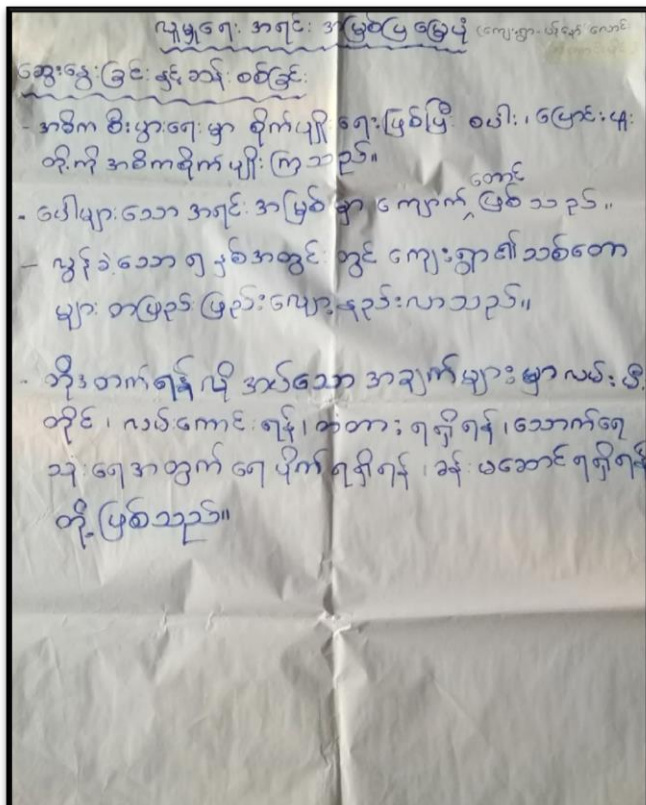 လူမှုရေး အရင်း အမြစ်ပြ မြေပုံ (ကျေးရွာ-
ဆွေးနွေးခြင်း နှင့် ဆန်းစစ်ခြင်း
- အဓိက စီးပွားရေးမှာ စိုက်ပျိုးရေးဖြစ်ပြီး စပါး၊ ပြောင်းဖူး
တို့ကို အဓိကစိုက်ပျိုးကြသည်။
- ပေါများသော အရင်းအမြစ်မှာ ကျောက်တောင်ဖြစ်သည်။
- လွန်ခဲ့သော ၅ နှစ်အတွင်းတွင် ကျေးရွာ၏သစ်တော
များ တဖြည်းဖြည်းလျော့နည်းလာသည်။
- တိုးတက်ရန် လိုအပ်သော အချက်များမှာ လမ်း မီး
တိုင်၊ လမ်းကောင်းရန်၊ တံတားရရှိရန်၊ သောက်ရေ
သုံးရေအတွက် ရေပိုက်ရရှိရန်၊ ခန်းမဆောင်ရရှိရန်
တို့ဖြစ်သည်။